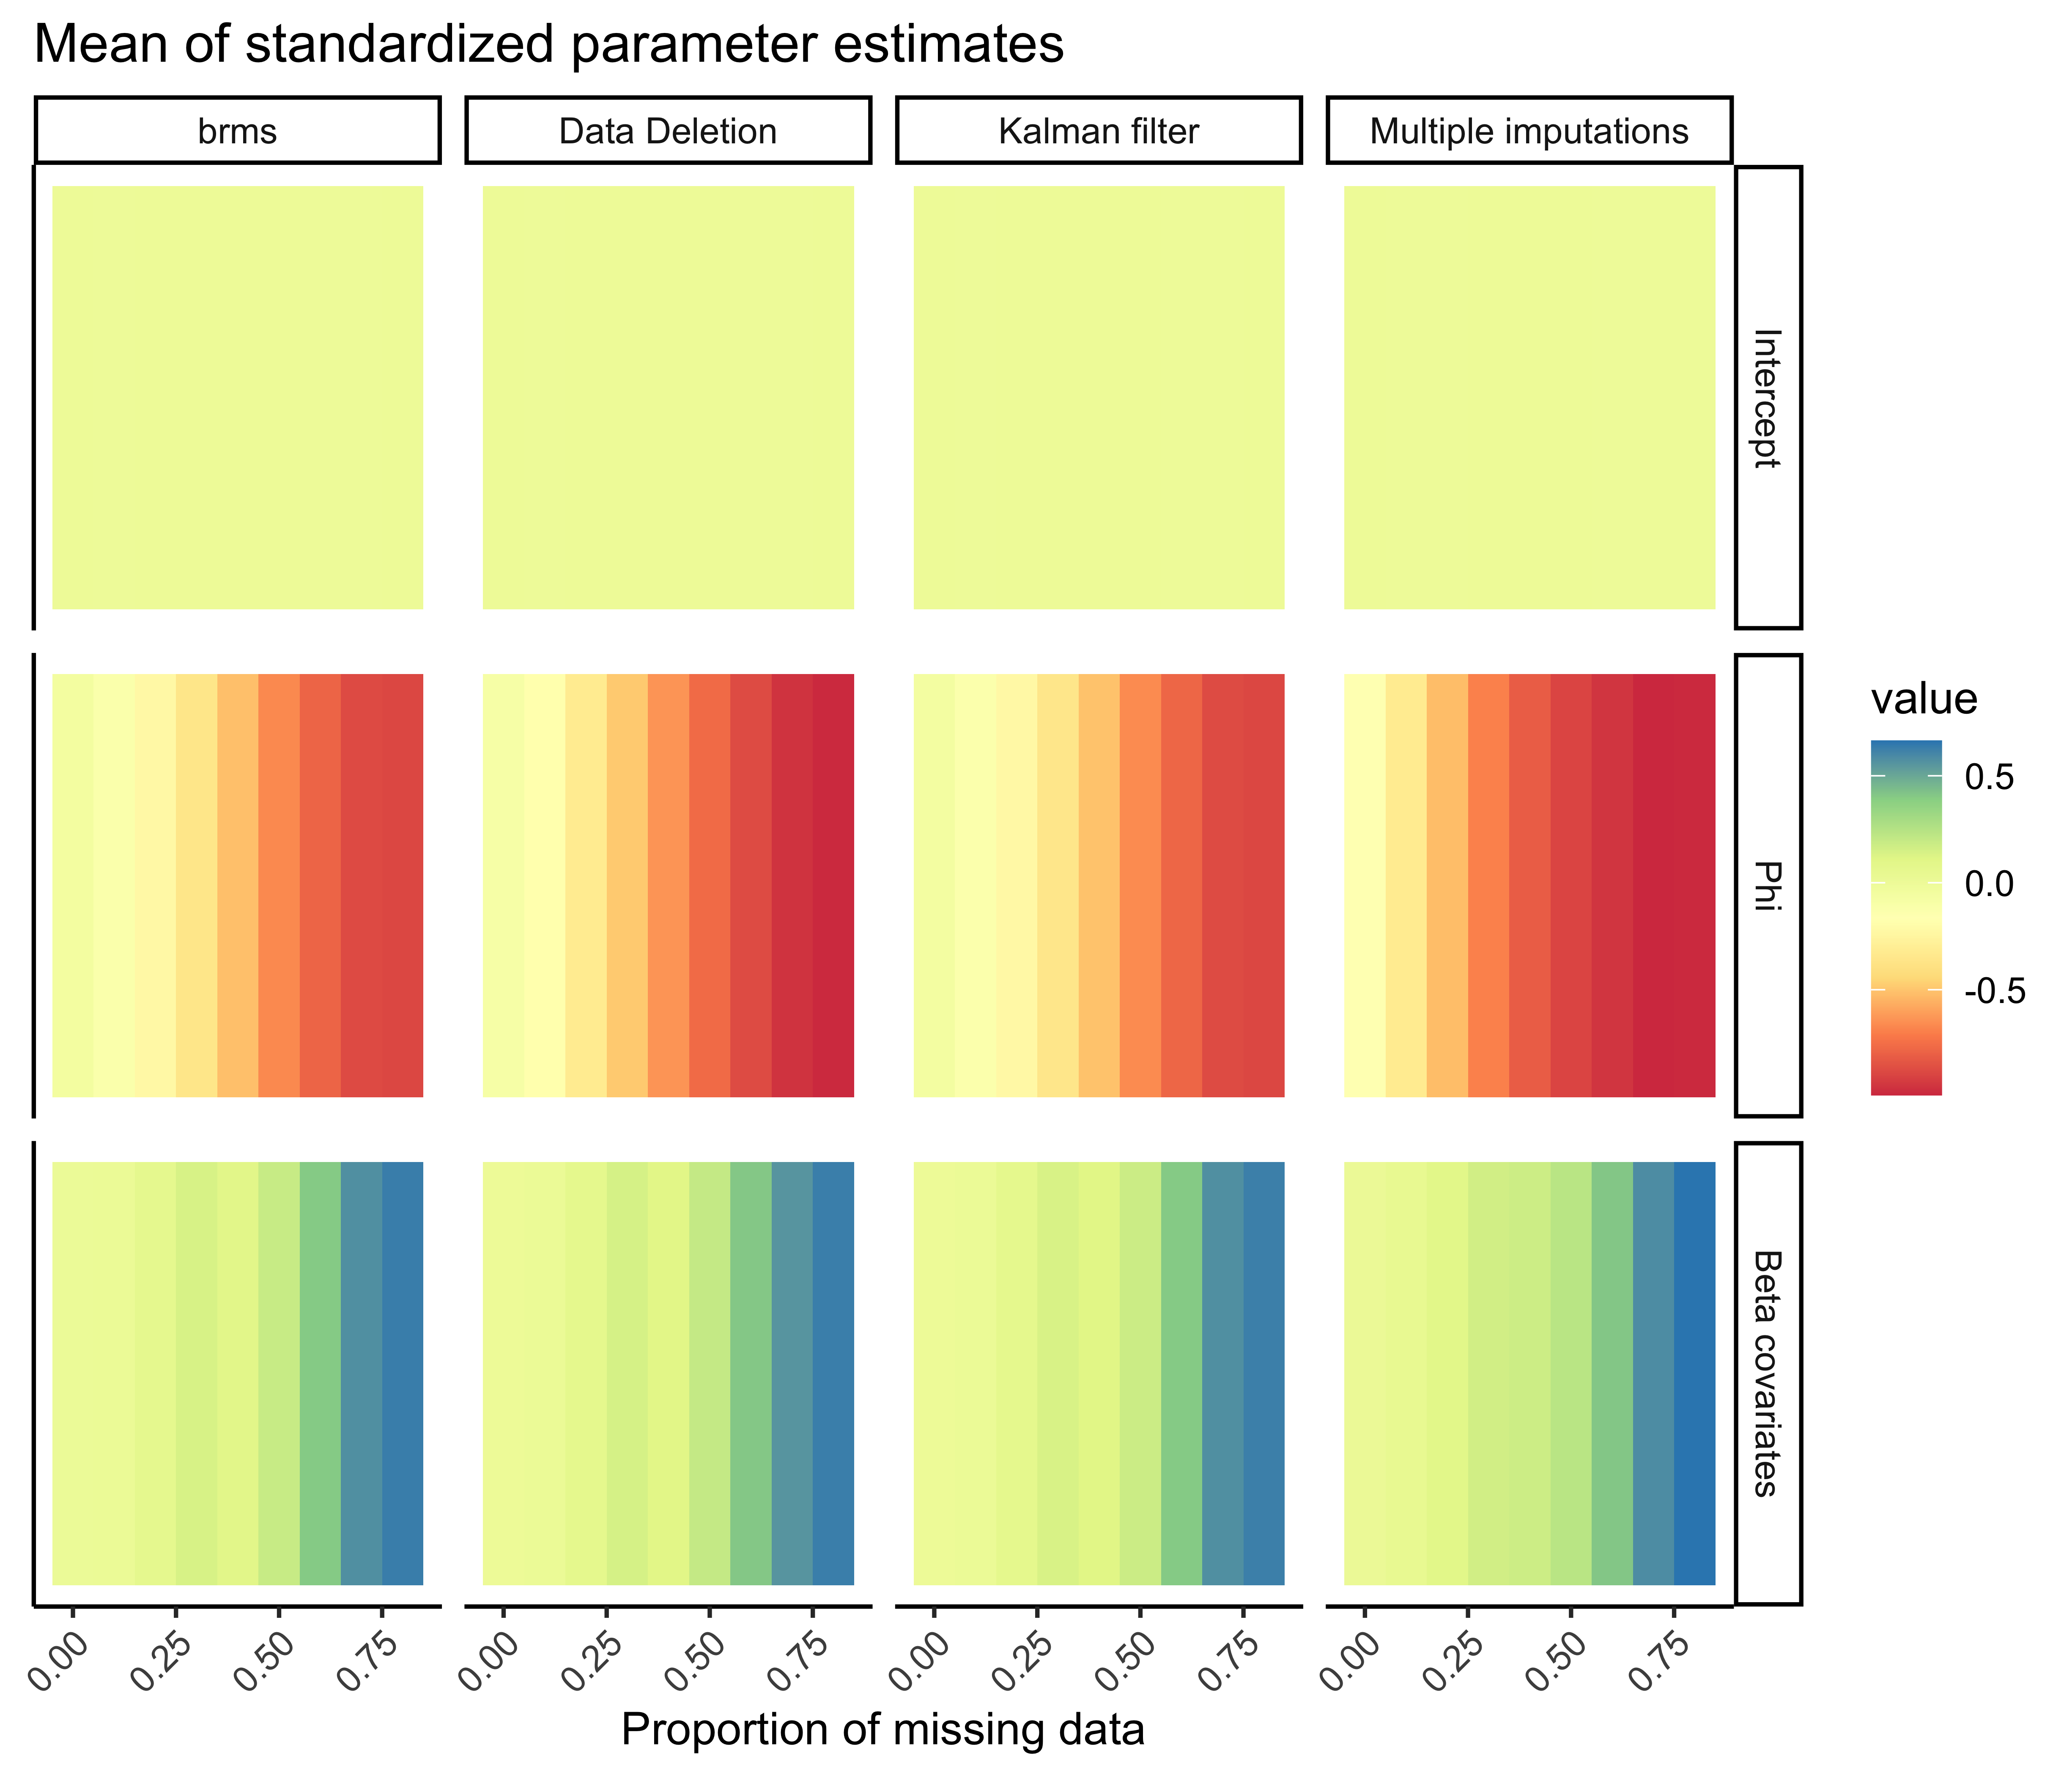 Mean of standardized parameter estimates
brms
Data Deletion
Kalman filter
Multiple imputations
Intercept
Phi
Beta covariates
value
0.5
0.0
-0.5
0.00 0.25 0.50 0.75
0.00 0.25 0.50 0.75
0.00 0.25 0.50 0.75
0.00 0.25 0.50 0.75
Proportion of missing data